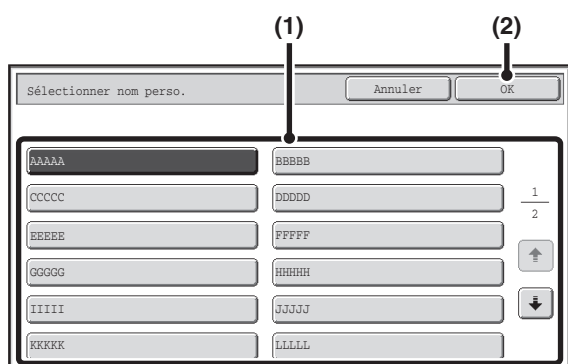 (1) (2)
Sélectionner nom perso. Annuler OK
AAAAA BBBBB
CCCCC DDDDD 1
2
EEEEE FFFFF
GGGGG HHHHH
IIIII JJJJJ
KKKKK LLLLL